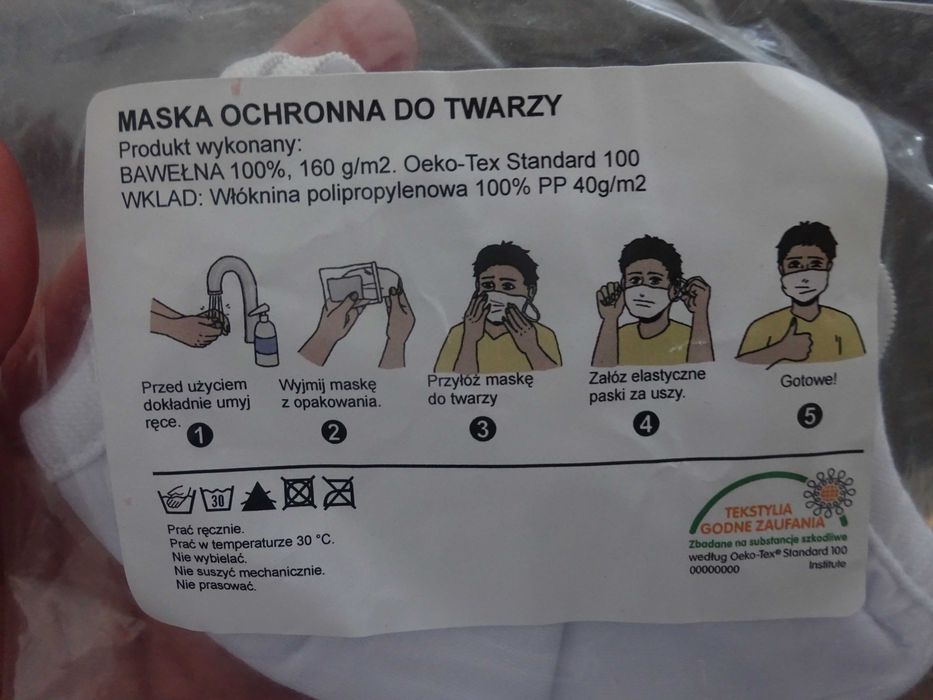 MASKA OCHRONNA DO TWARZY
Produkt wykonany:
BAWEŁNA 100%, 160 g/m2. Oeko-Tex Standard 100
WKLAD: Włóknina polipropylenowa 100% PP 40g/m2
Przed użyciem
dokładnie umyj
ręce. 1
Wyjmij maskę
z opakowania.
2
Przyłóż maskę
do twarzy
3
Załóz elastyczne
paski za uszy.
4
Gotowe!
5
30
Prać ręcznie.
Prać w temperaturze 30 °C.
Nie wybielać.
Nie suszyć mechanicznie.
Nie prasować.
TEKSTYLIA
GODNE ZAUFANIA
Zbadane na substancje szkodliwe
według Oeko-Tex® Standard 100
00000000 Institute